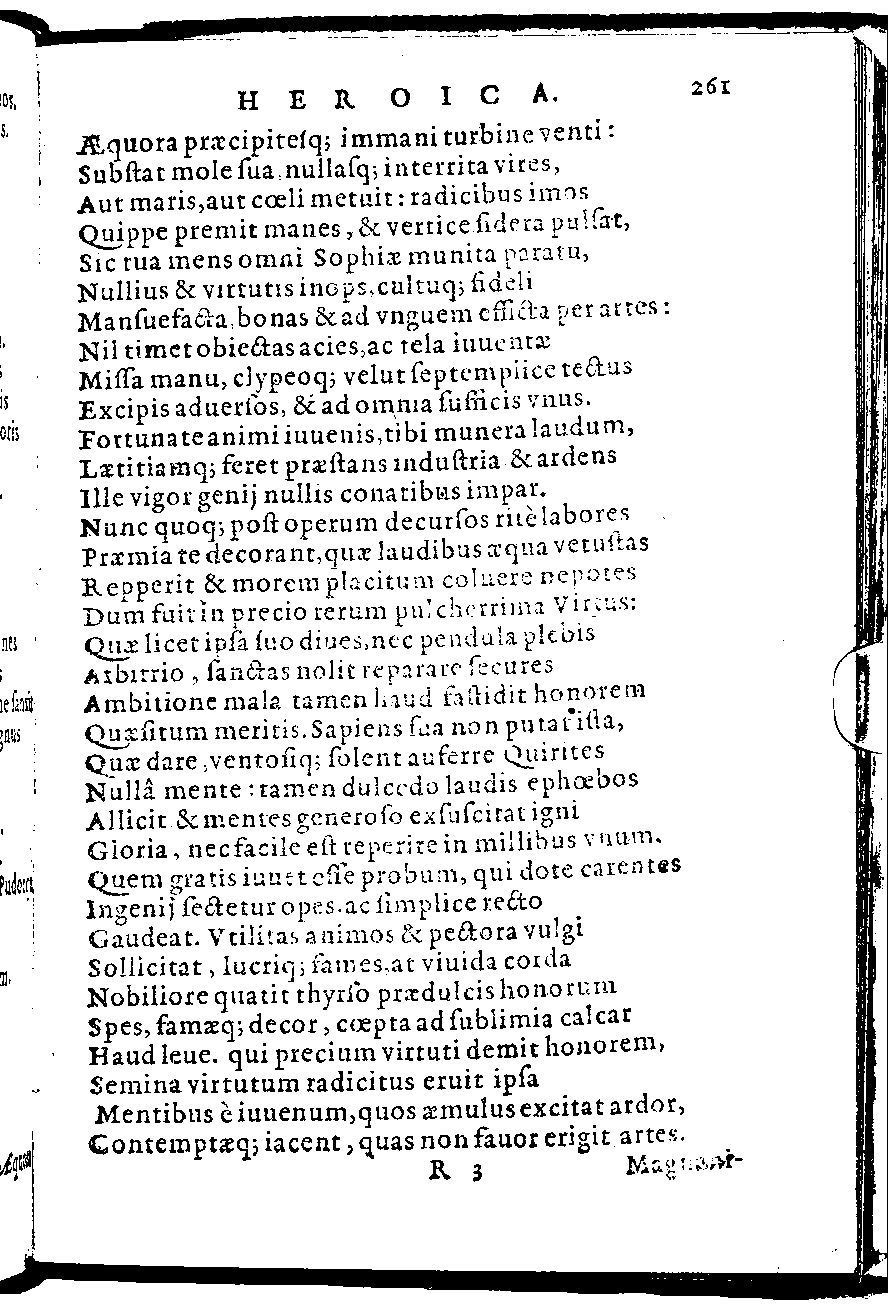 HEROICA. 261
Æquora præcipiteſq; immani turbine venti:
Subſtat mole ſua, nullaſq; interrita vires,
Aut maris, aut cœli metuit: radicibus imos
Quippe premit manes, & vertice ſidera pulſat,
Sic tua mens omni Sophiæ munita paratu,
Nullius & virtutis inops, cultuq; fideli
Manſuefacta, bonas & ad vnguem efficta per artes:
Nil timet obiectas acies, ac tela iuuentæ
Miſſa manu, clypeoq; velut ſeptemplice tectus
Excipis aduerſos, & ad omnia ſufficis vnus.
Fortunate animi iuuenis, tibi munera laudum,
Lætitiamq; feret præſtans induſtria & ardens
Ille vigor genij nullis conatibus impar.
Nunc quoq; poſt operum decurſos ritè labores
Præmia te decorant, quæ laudibus æqua vetuſtas
Repperit & morem placitum coluere nepotes
Dum fuit in precio rerum pulcherrima Virtus:
Quæ licet ipſa ſuo diues, nec pendula plebis
Arbitrio, ſanctas nolit reparare ſecures
Ambitione mala tamen haud faſtidit honorem
Quæſitum meritis. Sapiens ſua non putat iſta,
Quæ dare, ventoſiq; ſolent auferre Quirites
Nullâ mente: tamen dulcedo laudis ephœbos
Allicit & mentes generoſo exſuſcitat igni
Gloria, nec facile eſt reperire in millibus vnum.
Quem gratis iuuet eſſe probum, qui dote carentes
Ingenij ſectetur opes. ac ſimplice recto
Gaudeat. Vtilitas animos & pectora vulgi
Sollicitat, lucriq; fames, at viuida corda
Nobiliore quatit thyrſo prædulcis honorum
Spes, famæq; decor, cœpta ad ſublimia calcar
Haud leue. qui precium virtuti demit honorem,
Semina virtutum radicitus eruit ipſa
Mentibus è iuuenum, quos æmulus excitat ardor,
Contemptæq; iacent, quas non fauor erigit artes.
R 3 Magnani-